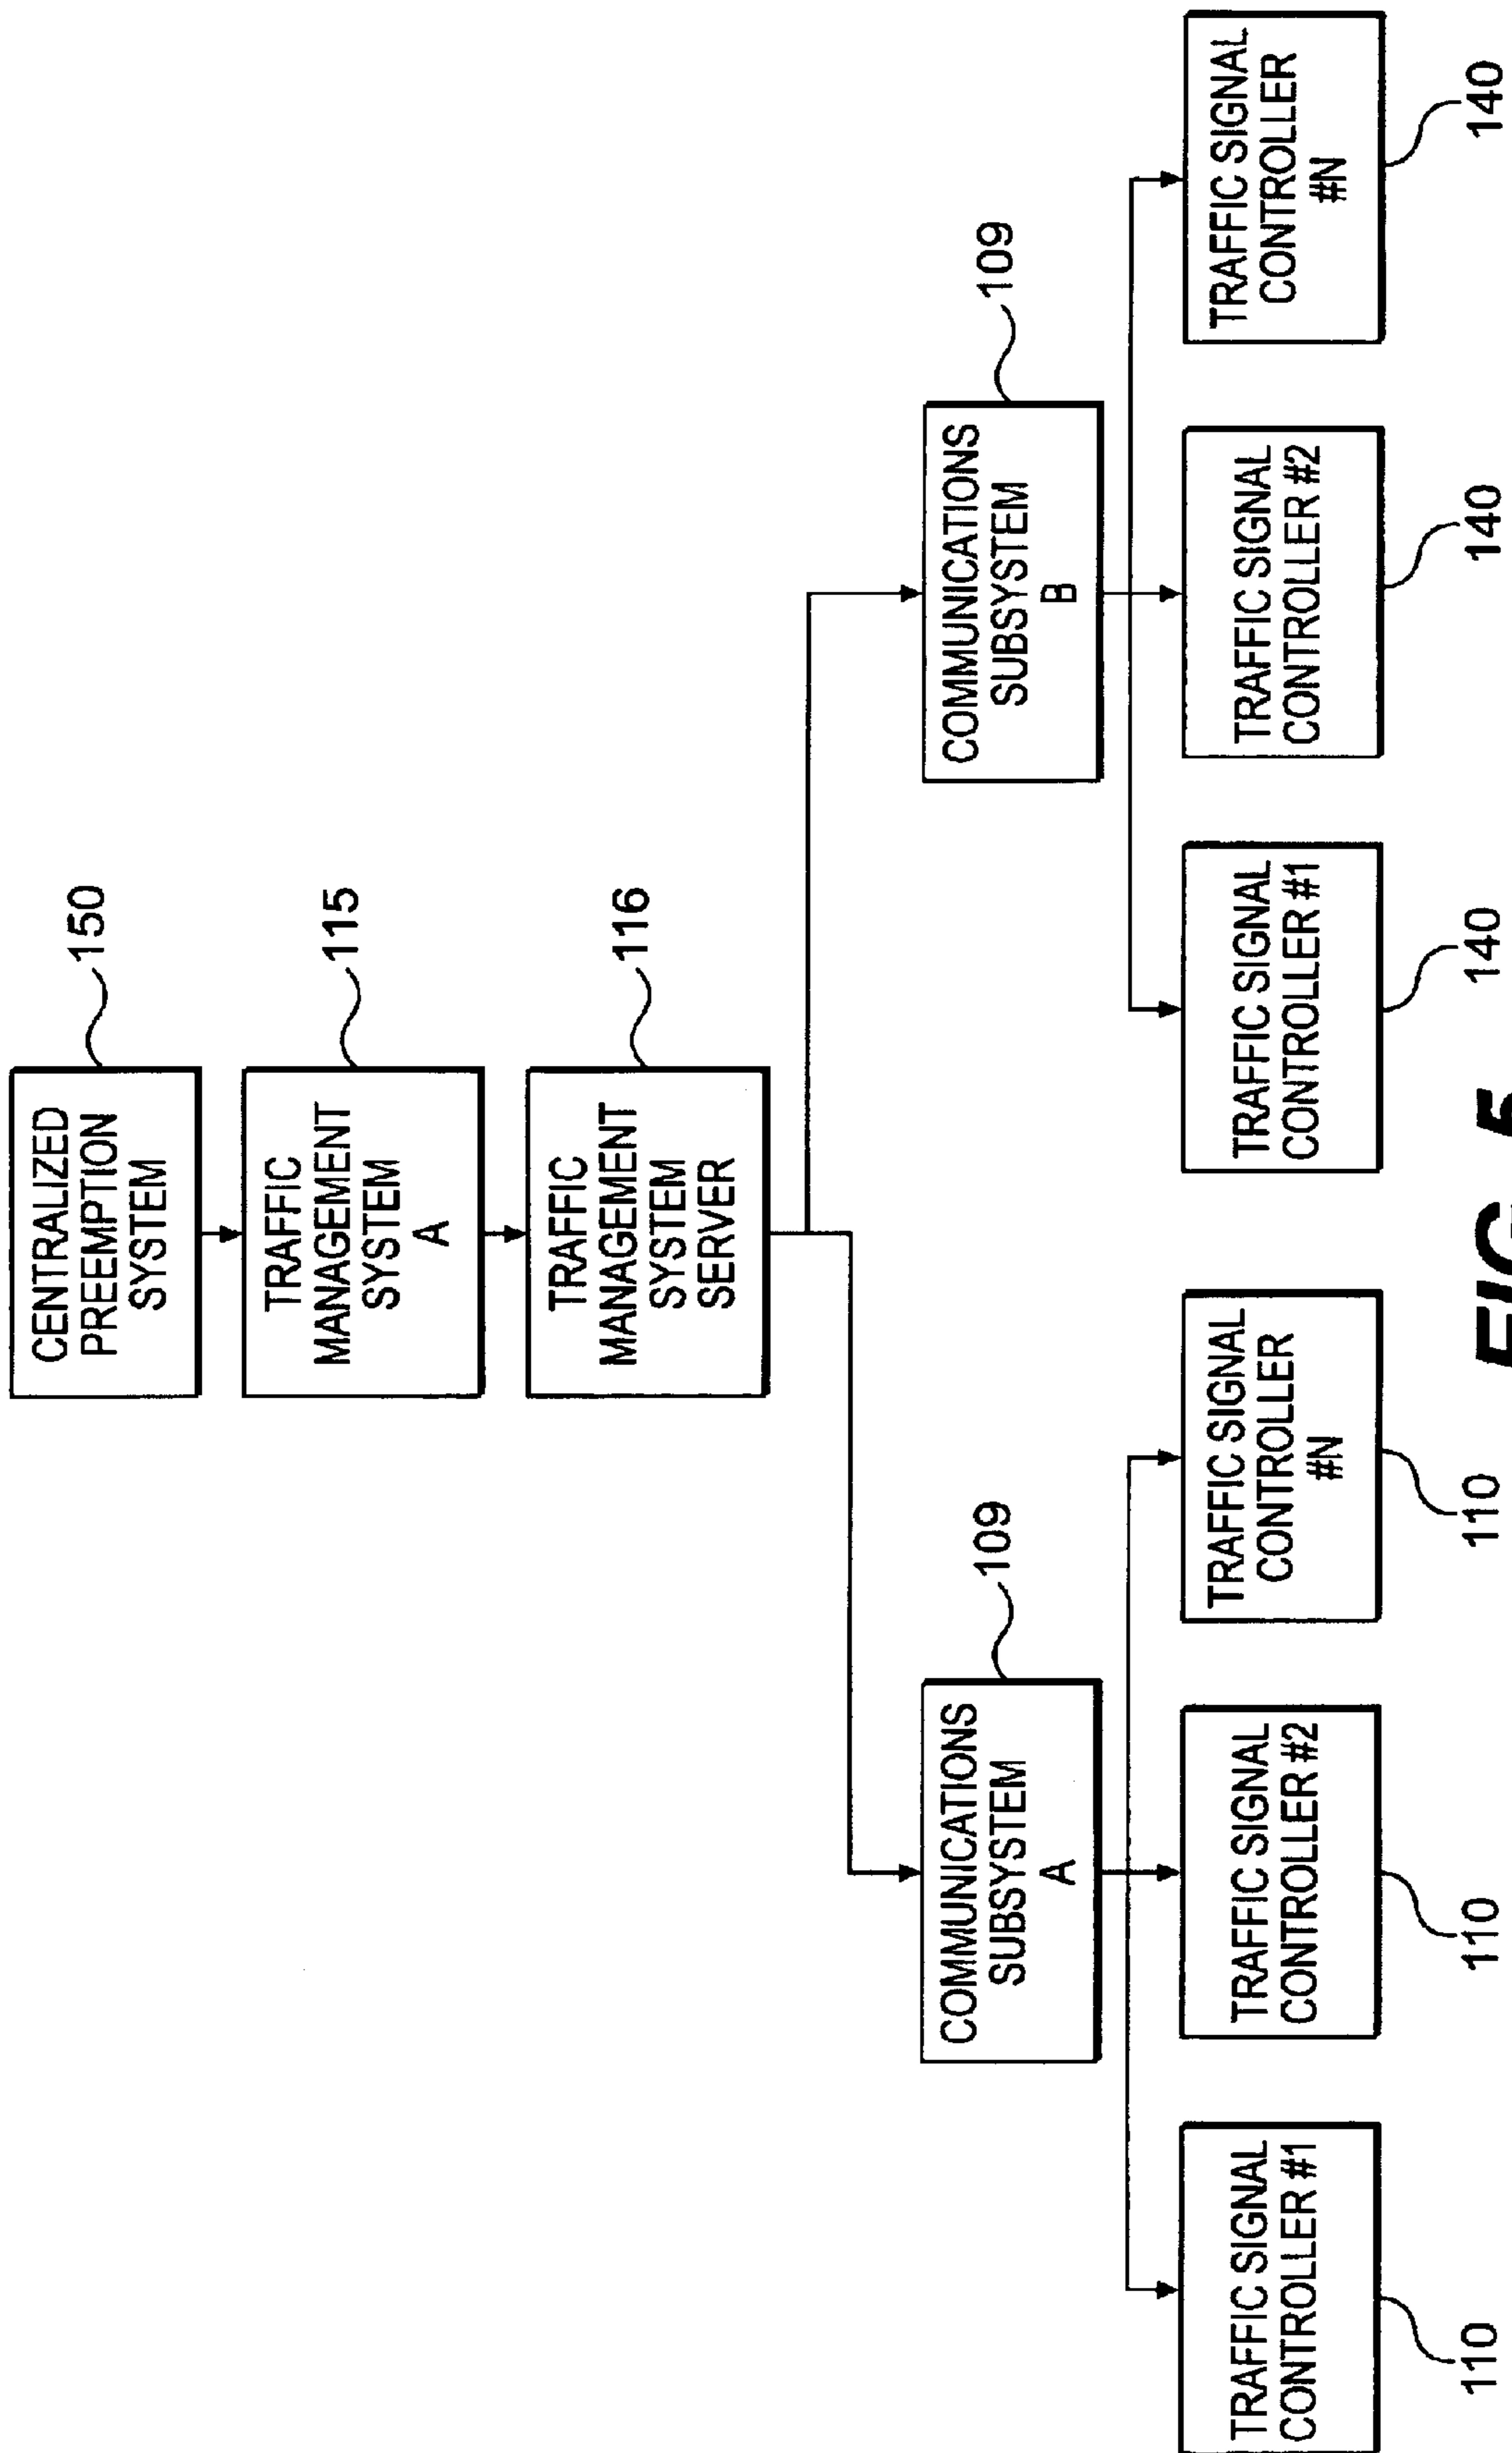 CENTRALIZED
PREEMPTION
SYSTEM
150
TRAFFIC
MANAGEMENT
SYSTEM
A
115
TRAFFIC
MANAGEMENT
SYSTEM
SERVER
116
COMMUNICATIONS
SUBSYSTEM
A
109
COMMUNICATIONS
SUBSYSTEM
B
109
TRAFFIC SIGNAL
CONTROLLER #1
110
TRAFFIC SIGNAL
CONTROLLER #2
110
TRAFFIC SIGNAL
CONTROLLER
#N
110
TRAFFIC SIGNAL
CONTROLLER #1
140
TRAFFIC SIGNAL
CONTROLLER #2
140
TRAFFIC SIGNAL
CONTROLLER
#N
140
FIG. 5